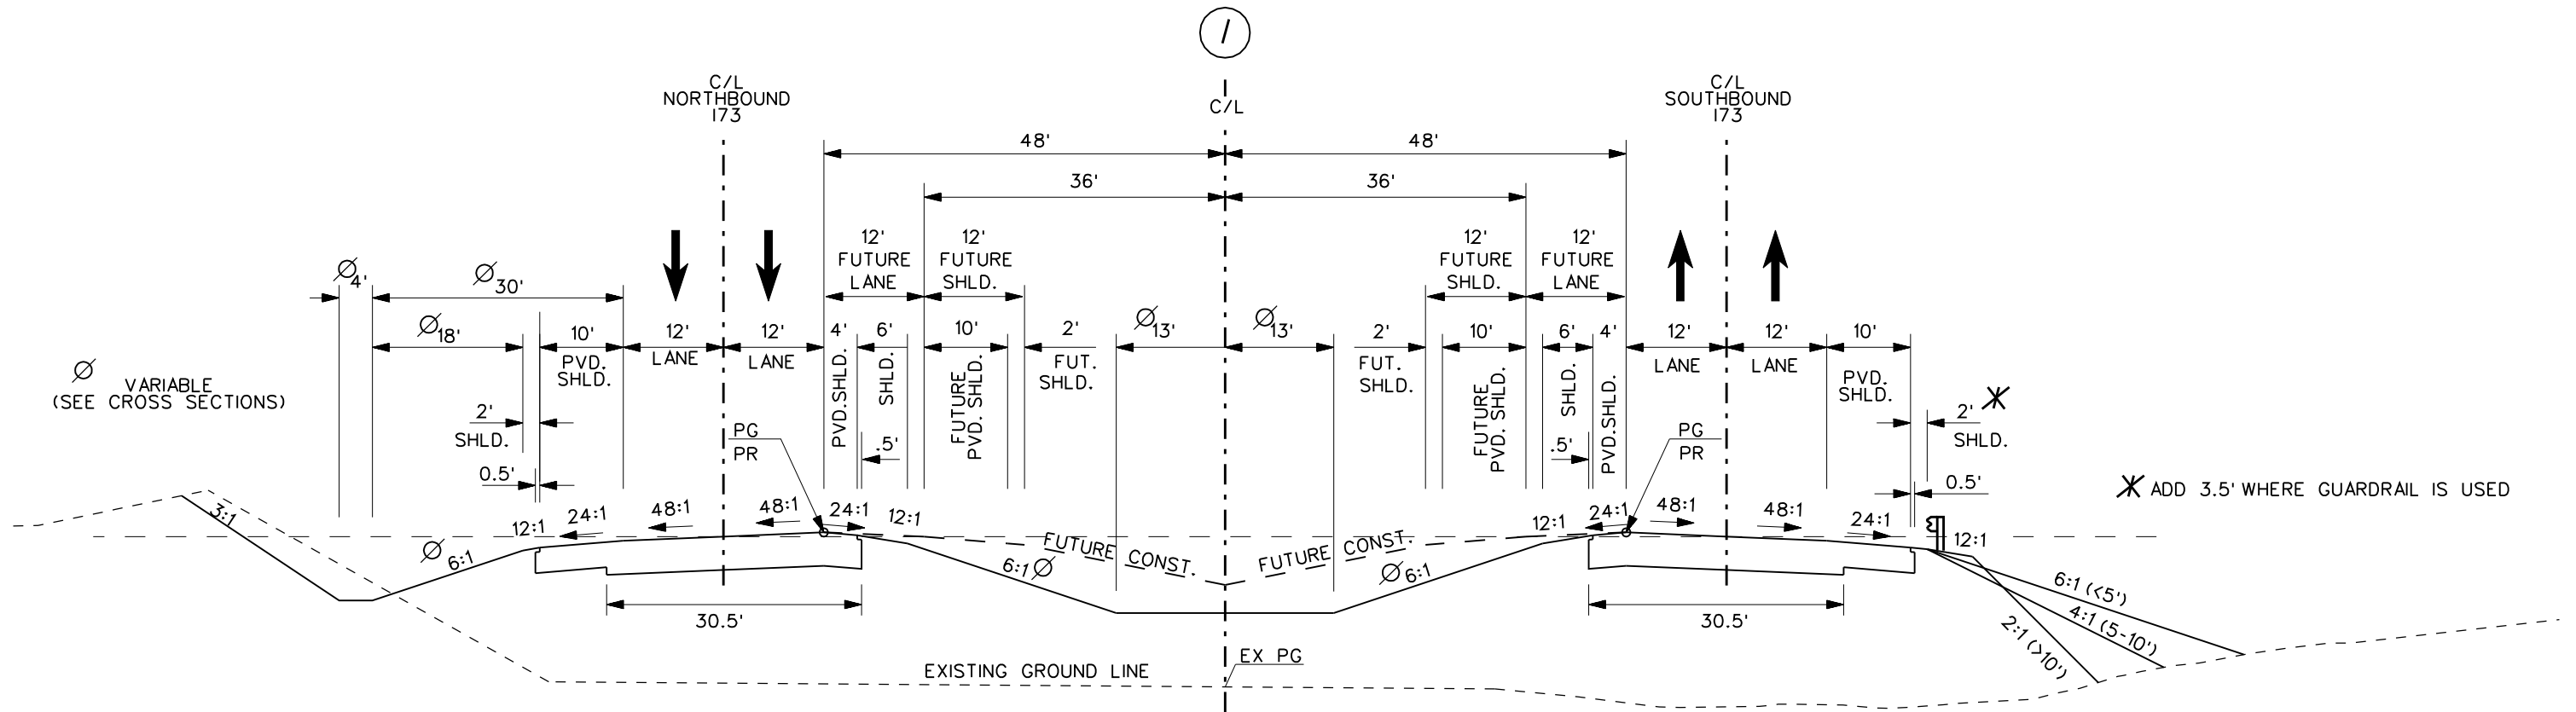 1
C/L
NORTHBOUND
I73
C/L
C/L
SOUTHBOUND
I73
48'
48'
36'
36'
12'
FUTURE
LANE
12'
FUTURE
SHLD.
12'
FUTURE
SHLD.
12'
FUTURE
LANE
Ø 4'
Ø 30'
Ø 18'
10'
PVD.
SHLD.
12'
LANE
12'
LANE
4'
PVD.SHLD.
6'
SHLD.
10'
FUTURE
PVD. SHLD.
2'
FUT.
SHLD.
Ø 13'
Ø 13'
2'
FUT.
SHLD.
10'
FUTURE
PVD. SHLD.
6'
SHLD.
4'
PVD.SHLD.
12'
LANE
12'
LANE
10'
PVD.
SHLD.
Ø VARIABLE
(SEE CROSS SECTIONS)
2'
SHLD.
0.5'
PG
PR
.5'
.5'
PG
PR
2'
SHLD.
0.5'
ADD 3.5' WHERE GUARDRAIL IS USED
3:1
Ø 6:1
12:1
24:1
48:1
48:1
24:1
12:1
6:1 Ø
FUTURE CONST.
FUTURE CONST.
Ø 6:1
12:1
24:1
48:1
48:1
24:1
12:1
6:1 (<5')
4:1 (5-10')
2:1 (>10')
30.5'
30.5'
EXISTING GROUND LINE
EX PG